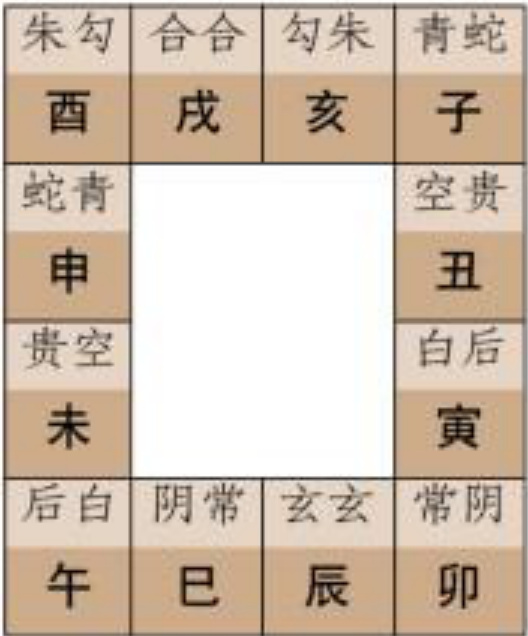 朱勾 合合 勾朱 青蛇
酉 戌 亥 子
蛇青 空贵
申 丑
贵空 白后
未 寅
后白 阴常 玄玄 常阴
午 巳 辰 卯